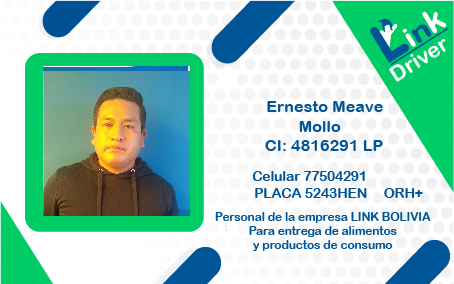 Link
Driver
Ernesto Meave
Mollo
CI: 4816291 LP
Celular 77504291
PLACA 5243HEN ORH+
Personal de la empresa LINK BOLIVIA
Para entrega de alimentos
y productos de consumo